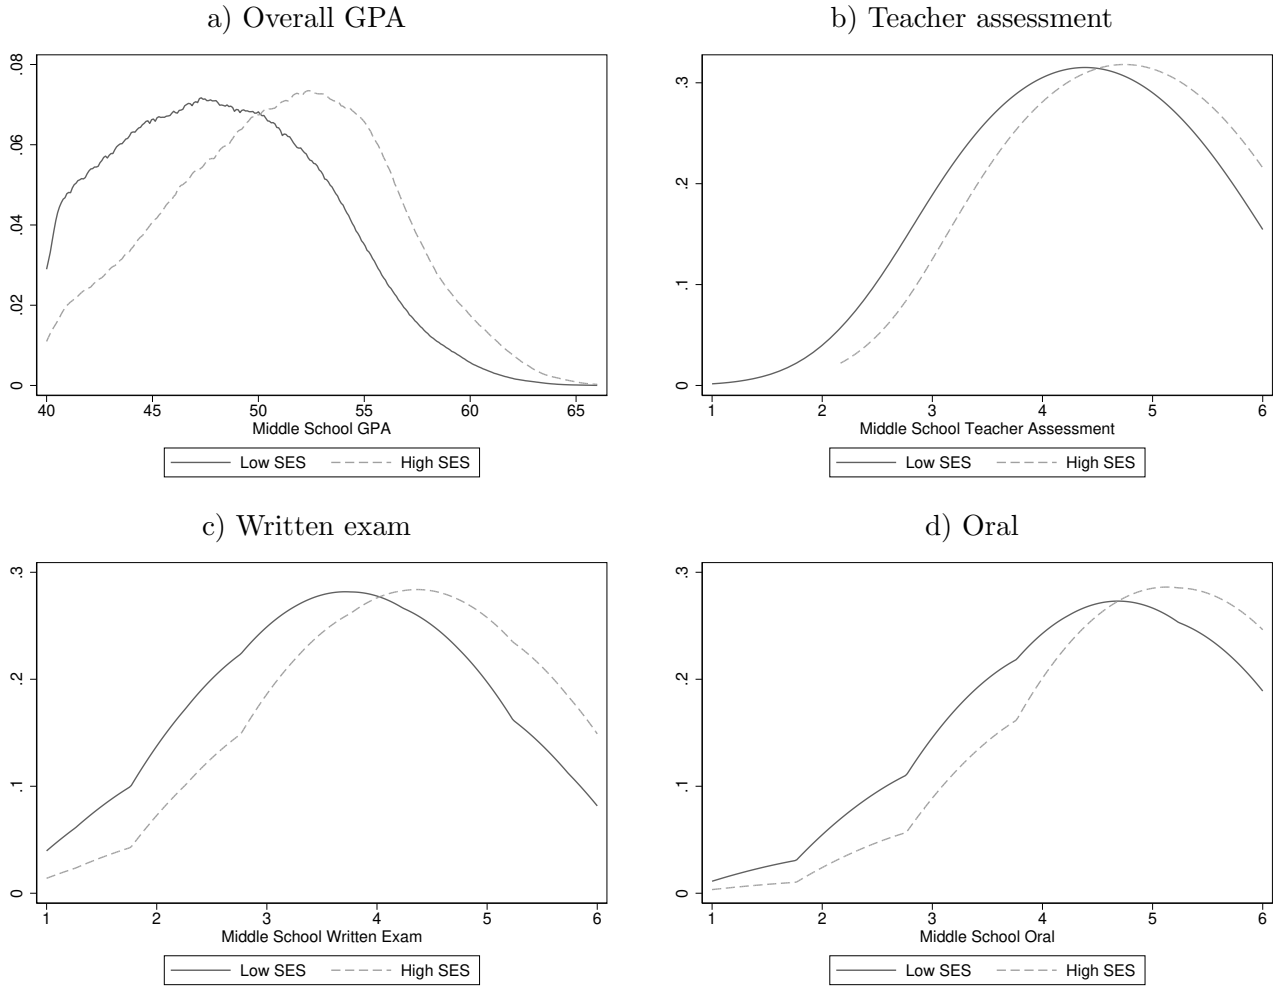 a) Overall GPA
.08
.06
.04
.02
0
40 45 50 55 60 65
Middle School GPA
Low SES High SES
b) Teacher assessment
.3
.2
.1
0
1 2 3 4 5 6
Middle School Teacher Assessment
Low SES High SES
c) Written exam
.3
.2
.1
0
1 2 3 4 5 6
Middle School Written Exam
Low SES High SES
d) Oral
.3
.2
.1
0
1 2 3 4 5 6
Middle School Oral
Low SES High SES